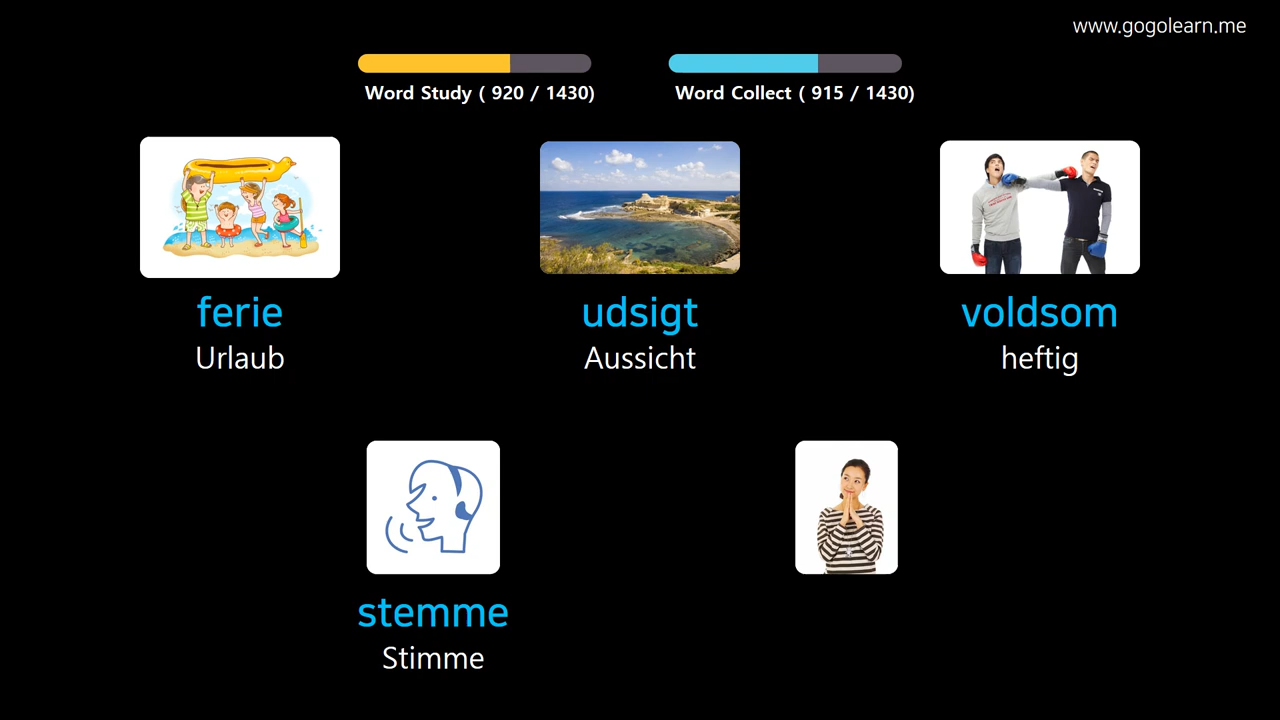 www.gogolearn.me
Word Study ( 920 / 1430)
Word Collect ( 915 / 1430)
ferie
Urlaub
udsigt
Aussicht
voldsom
heftig
stemme
Stimme